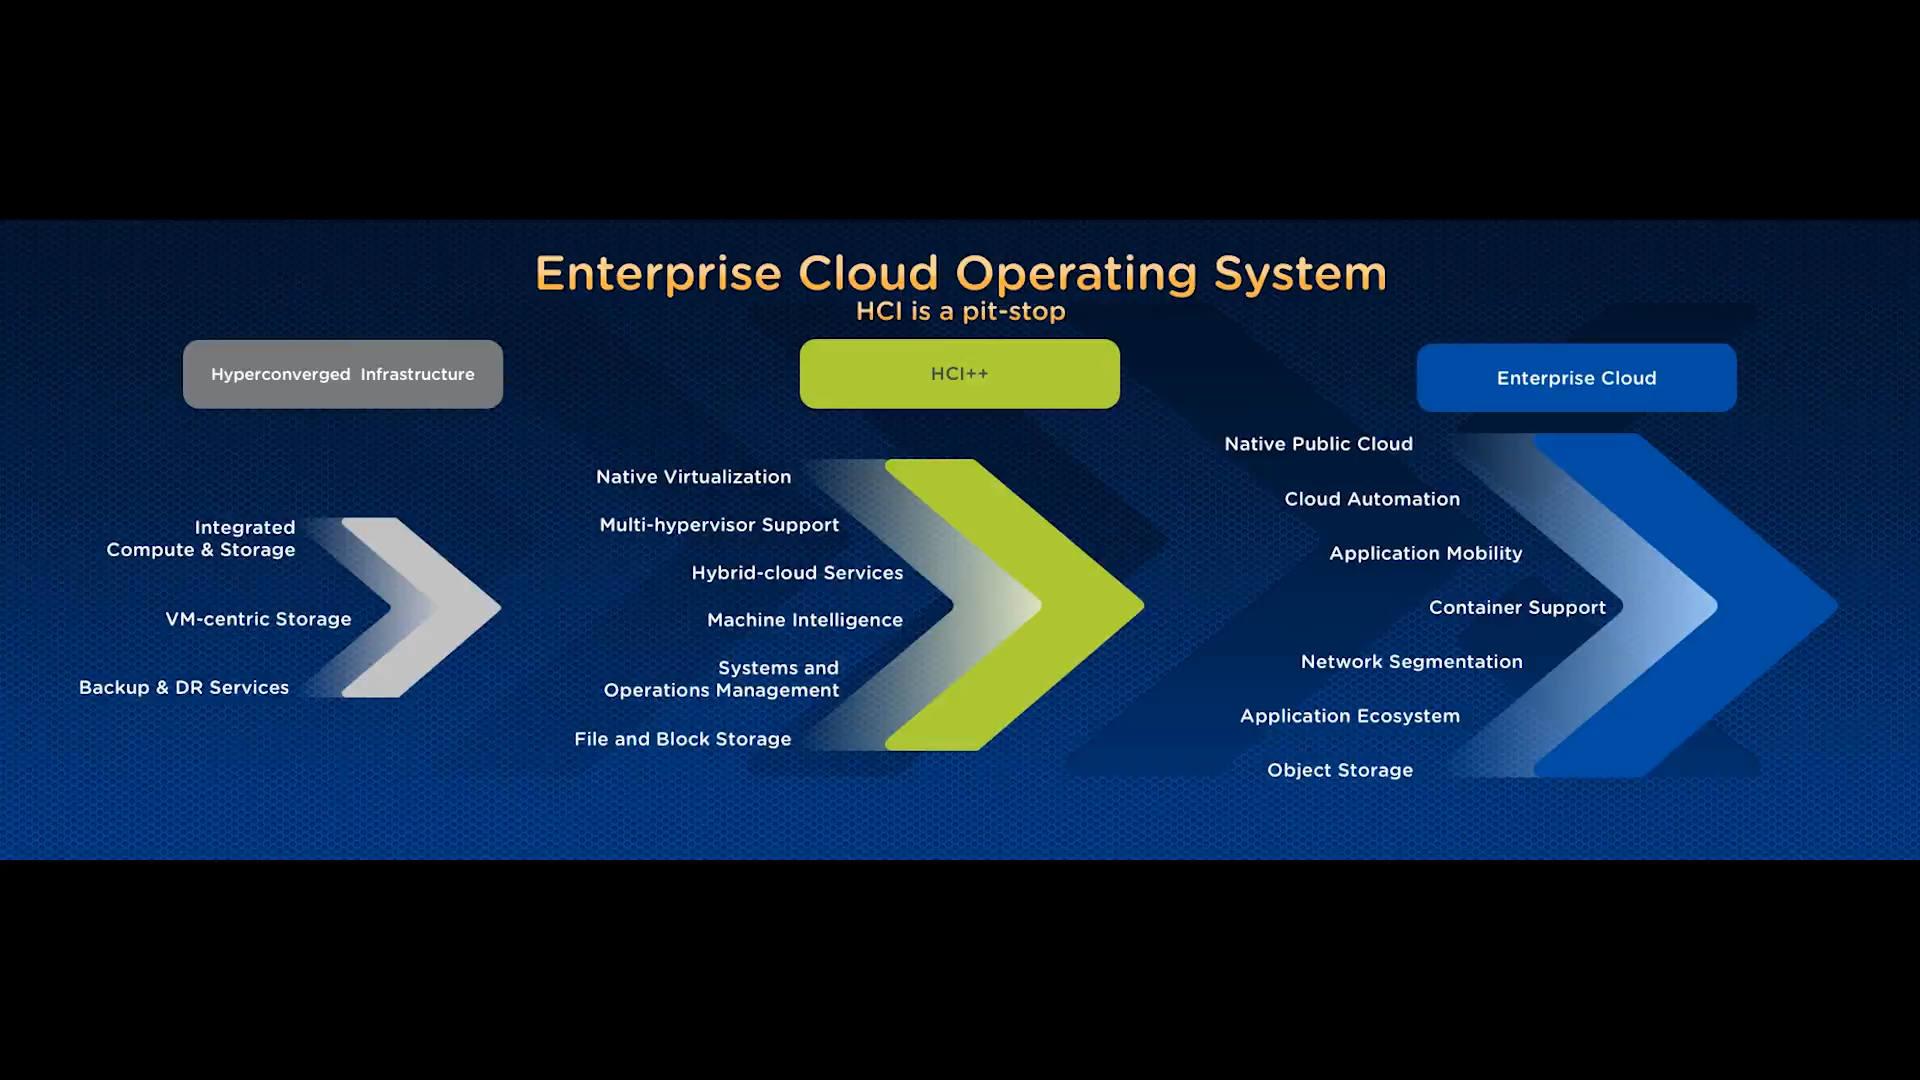 Enterprise Cloud Operating System
HCI is a pit-stop
Hyperconverged Infrastructure
Integrated
Compute & Storage
VM-centric Storage
Backup & DR Services
HCI++
Native Virtualization
Multi-hypervisor Support
Hybrid-cloud Services
Machine Intelligence
Systems and
Operations Management
File and Block Storage
Enterprise Cloud
Native Public Cloud
Cloud Automation
Application Mobility
Container Support
Network Segmentation
Application Ecosystem
Object Storage